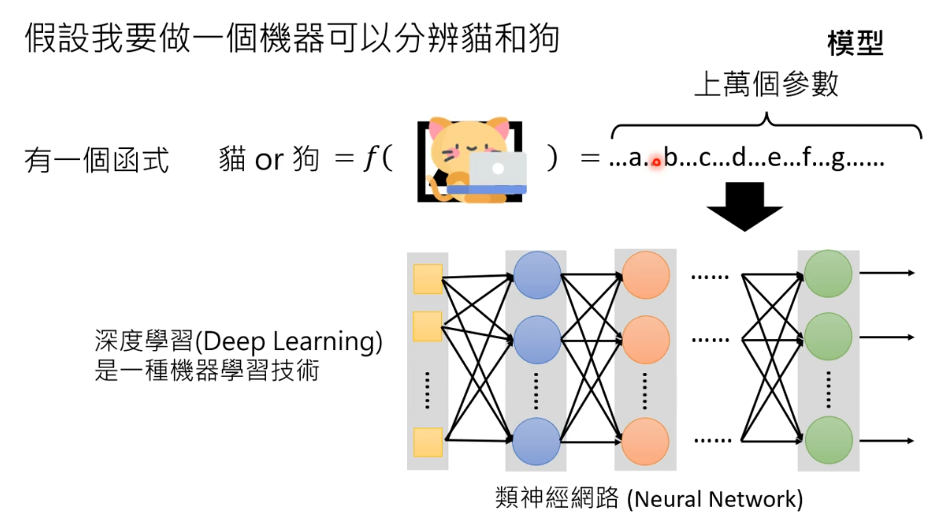 假設我要做一個機器可以分辨貓和狗
模型
上萬個參數
有一個函式 貓 or 狗 = f( ) = …a…b…c…d…e…f…g……
深度學習(Deep Learning)
是一種機器學習技術
……
……
……
類神經網路 (Neural Network)